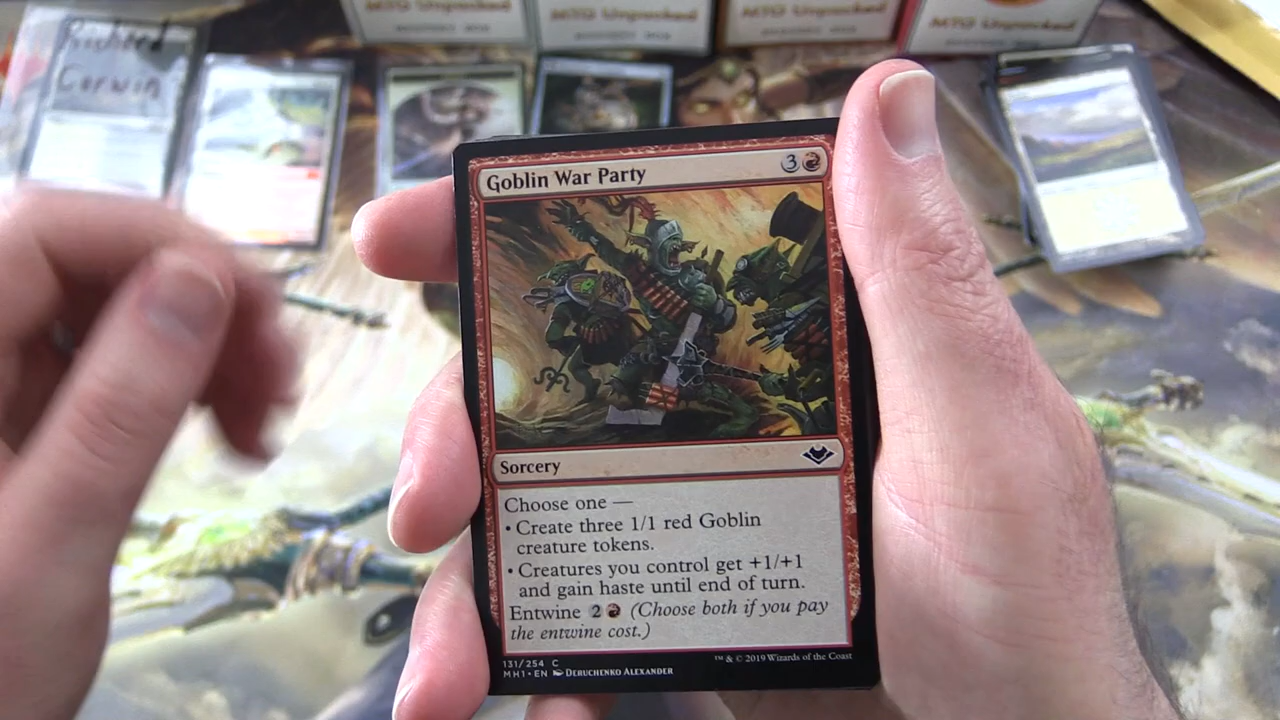 MTG Unpacked
MTG Unpacked
MTG Unpacked
MTG Unpacked
Richard
Corwin
Goblin War Party
3
Sorcery
Choose one —
• Create three 1/1 red Goblin
creature tokens.
• Creatures you control get +1/+1
and gain haste until end of turn.
Entwine 2 (Choose both if you pay
the entwine cost.)
131/254 C
MH1 • EN DERUCHENKO ALEXANDER
™ & © 2019 Wizards of the Coast